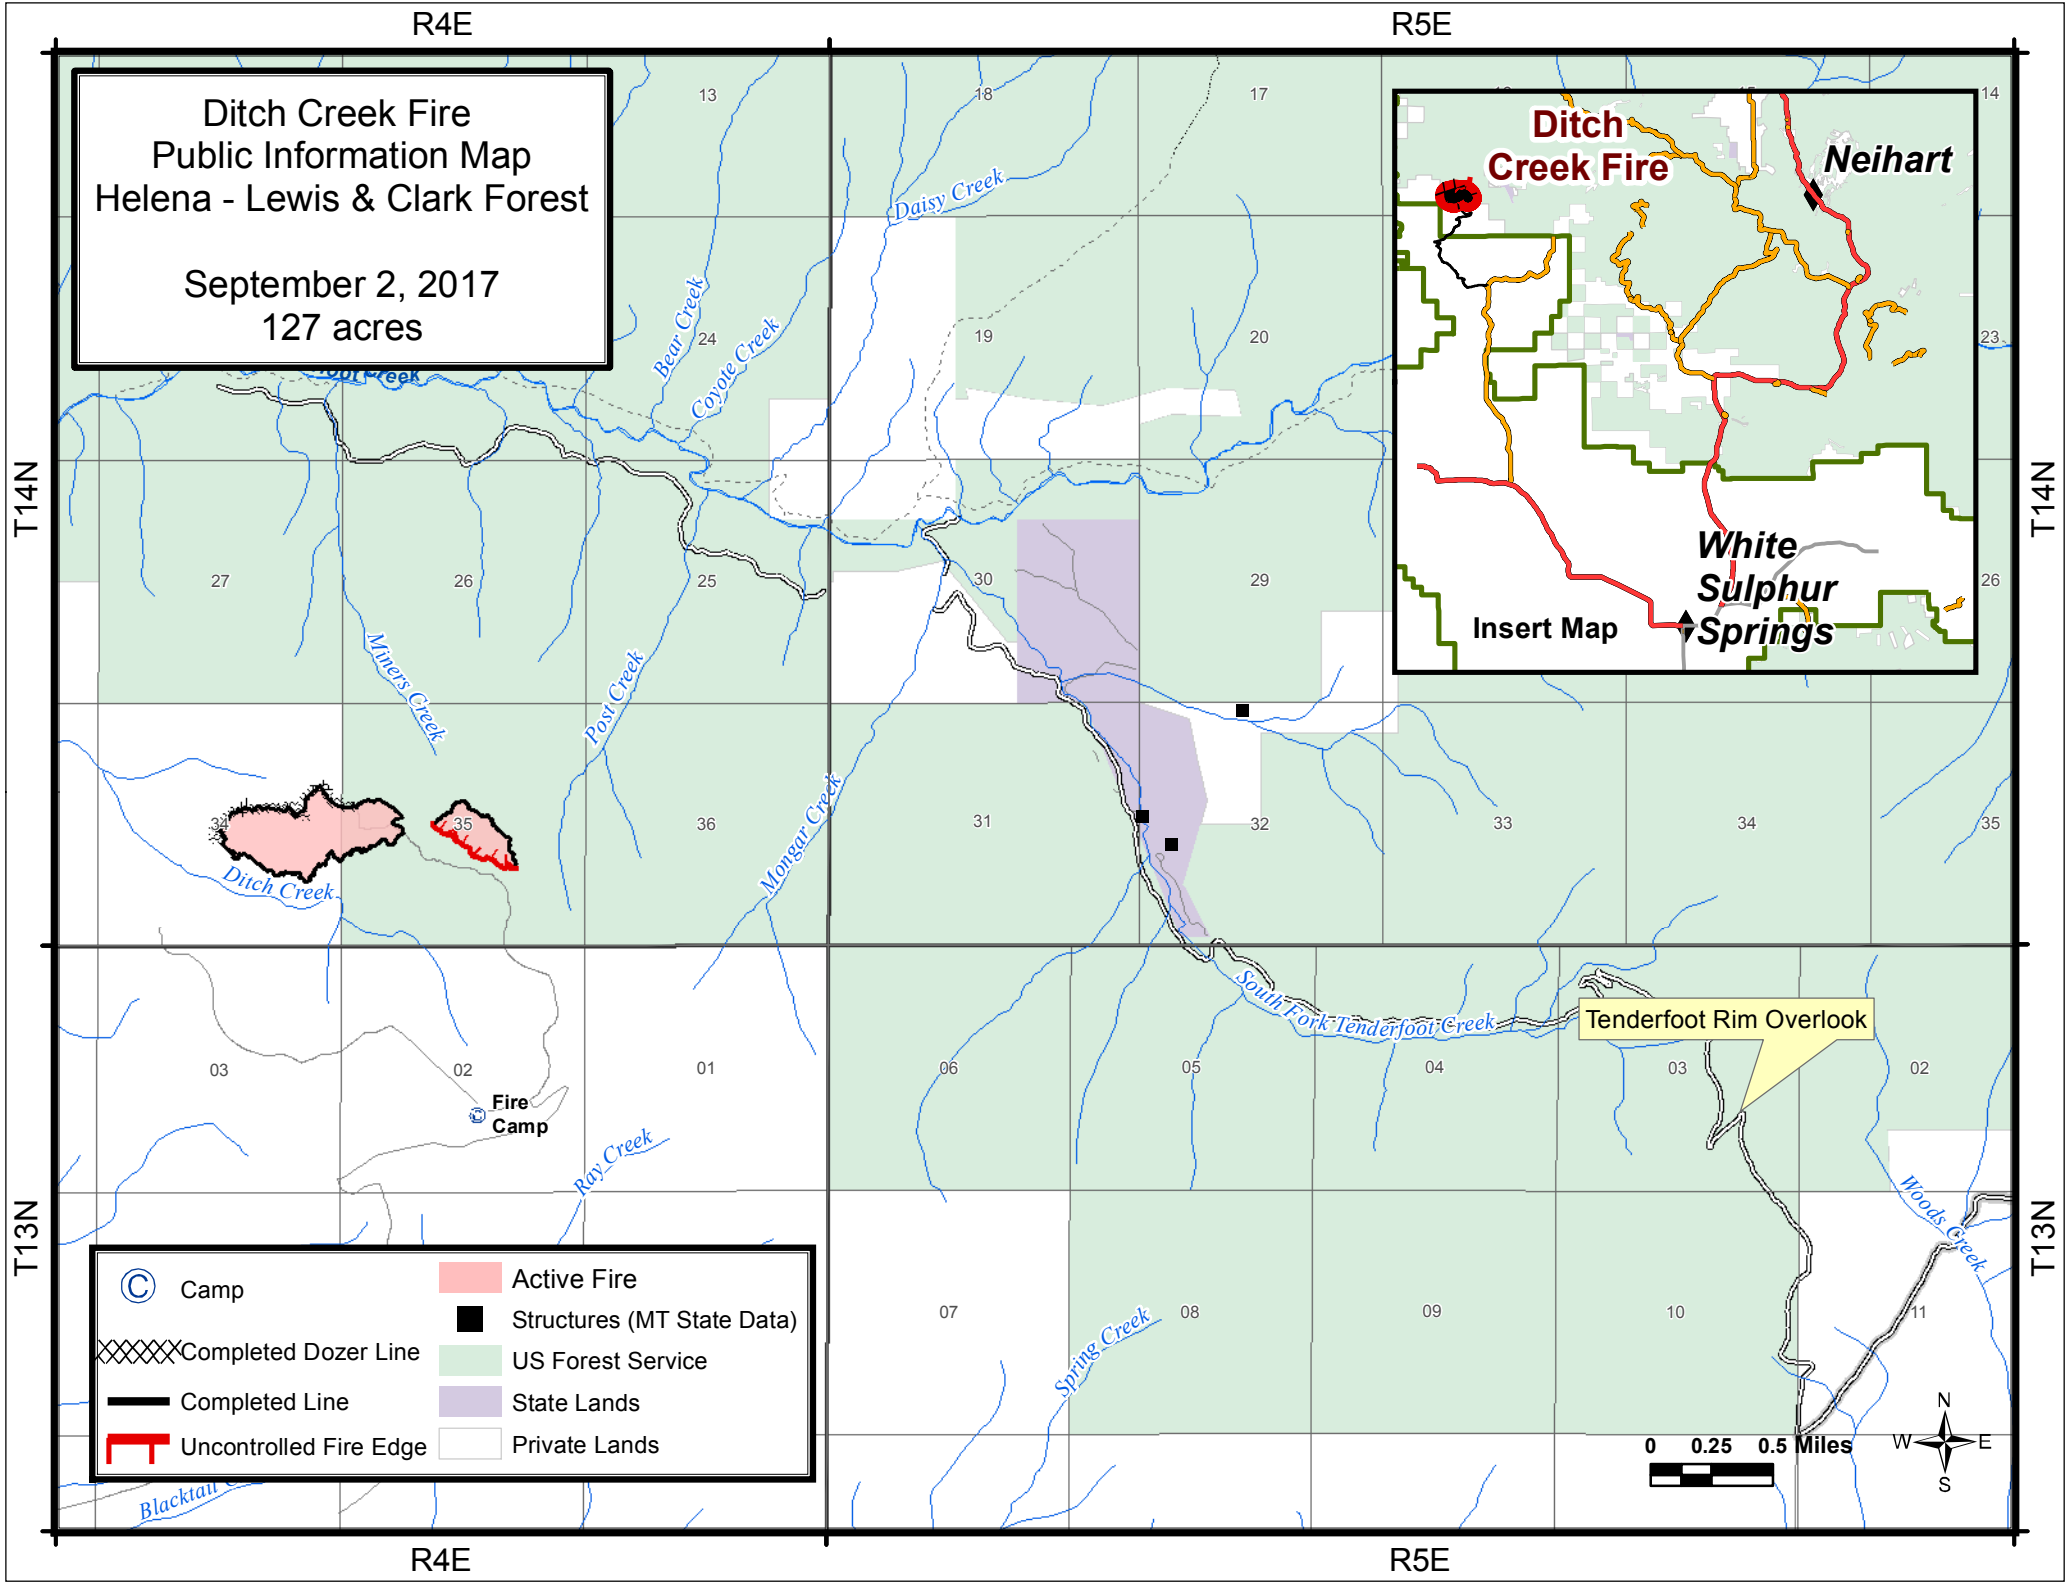 R4E
R5E
Ditch Creek Fire
Public Information Map
Helena - Lewis & Clark Forest
September 2, 2017
127 acres
13
18
17
14
Ditch
Creek Fire
Neihart
White
Sulphur
Springs
Insert Map
Daisy Creek
Bear Creek
Coyote Creek
24
19
20
23
Creek
T14N
T14N
27
26
25
30
29
26
Miners Creek
Post Creek
Mongar Creek
34
35
36
31
32
33
34
35
Ditch Creek
South Fork Tenderfoot Creek
Tenderfoot Rim Overlook
03
02
01
06
05
04
03
02
Fire
Camp
Ray Creek
Woods Creek
T13N
T13N
Camp
Completed Dozer Line
Completed Line
Uncontrolled Fire Edge
Active Fire
Structures (MT State Data)
US Forest Service
State Lands
Private Lands
07
08
09
10
11
Spring Creek
Blacktail
0 0.25 0.5 Miles
N
W E
S
R4E
R5E